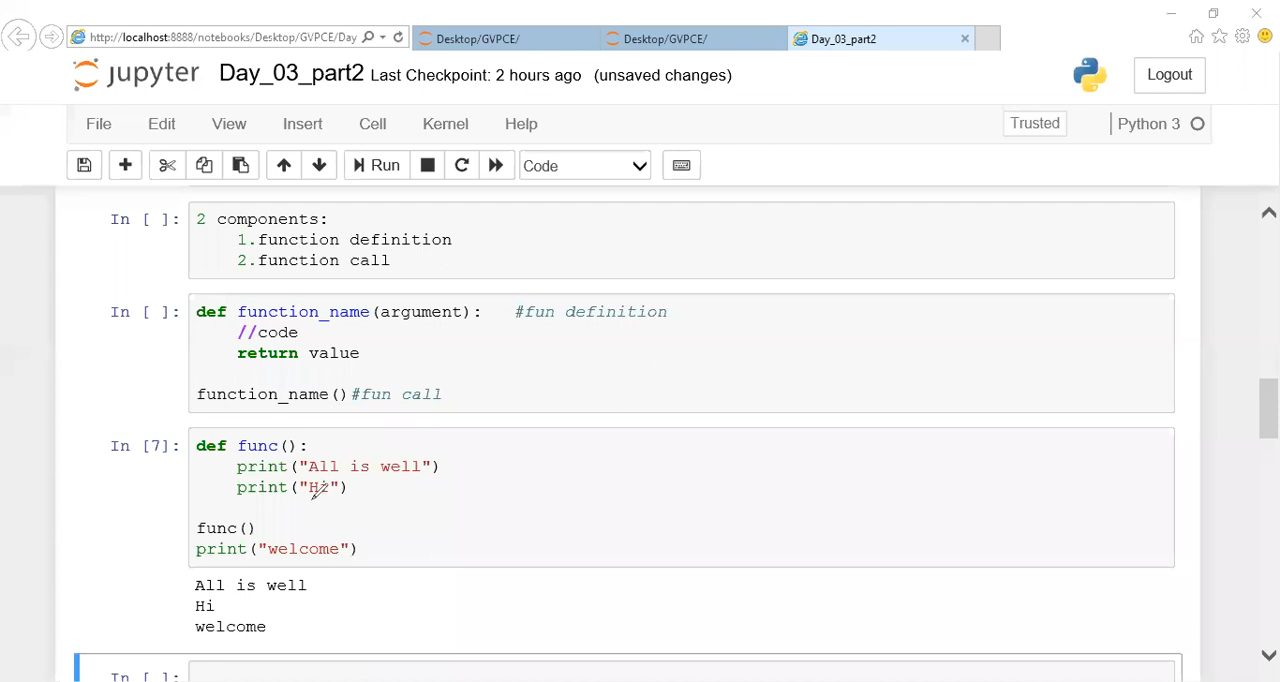 http://localhost:8888/notebooks/Desktop/GVPCE/Day
Desktop/GVPCE/
Desktop/GVPCE/
Day_03_part2
jupyter Day_03_part2 Last Checkpoint: 2 hours ago (unsaved changes)
Logout
File Edit View Insert Cell Kernel Help
Trusted
Python 3
Run
Code
In [ ]:
2 components:
    1.function definition
    2.function call
In [ ]:
def function_name(argument):   #fun definition
    //code
    return value
function_name()#fun call
In [7]:
def func():
    print("All is well")
    print("Hi")
func()
print("welcome")
All is well
Hi
welcome
In [ ]: